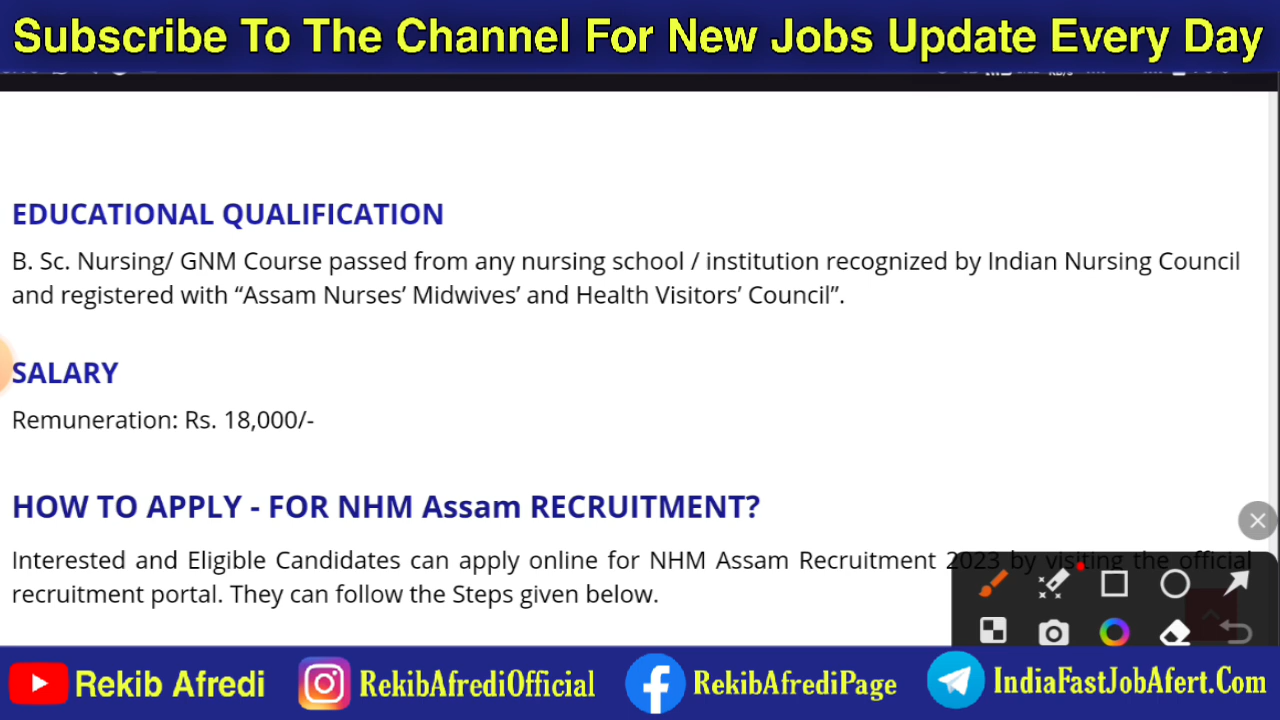 Subscribe To The Channel For New Jobs Update Every Day
EDUCATIONAL QUALIFICATION
B. Sc. Nursing/ GNM Course passed from any nursing school / institution recognized by Indian Nursing Council
and registered with “Assam Nurses’ Midwives’ and Health Visitors’ Council”.
SALARY
Remuneration: Rs. 18,000/-
HOW TO APPLY - FOR NHM Assam RECRUITMENT?
Interested and Eligible Candidates can apply online for NHM Assam Recruitment 2023 by visiting the official
recruitment portal. They can follow the Steps given below.
Rekib Afredi RekibAfrediOfficial RekibAfrediPage IndiaFastJobAfert.Com